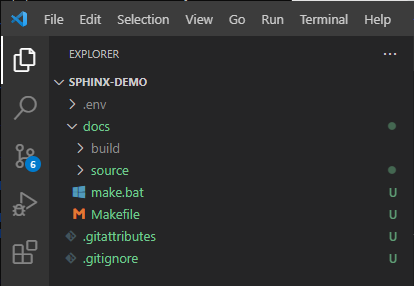 File Edit Selection View Go Run Terminal Help
EXPLORER ...
SPHINX-DEMO
.env
docs
build
6
source
make.bat U
Makefile U
.gitattributes U
.gitignore U